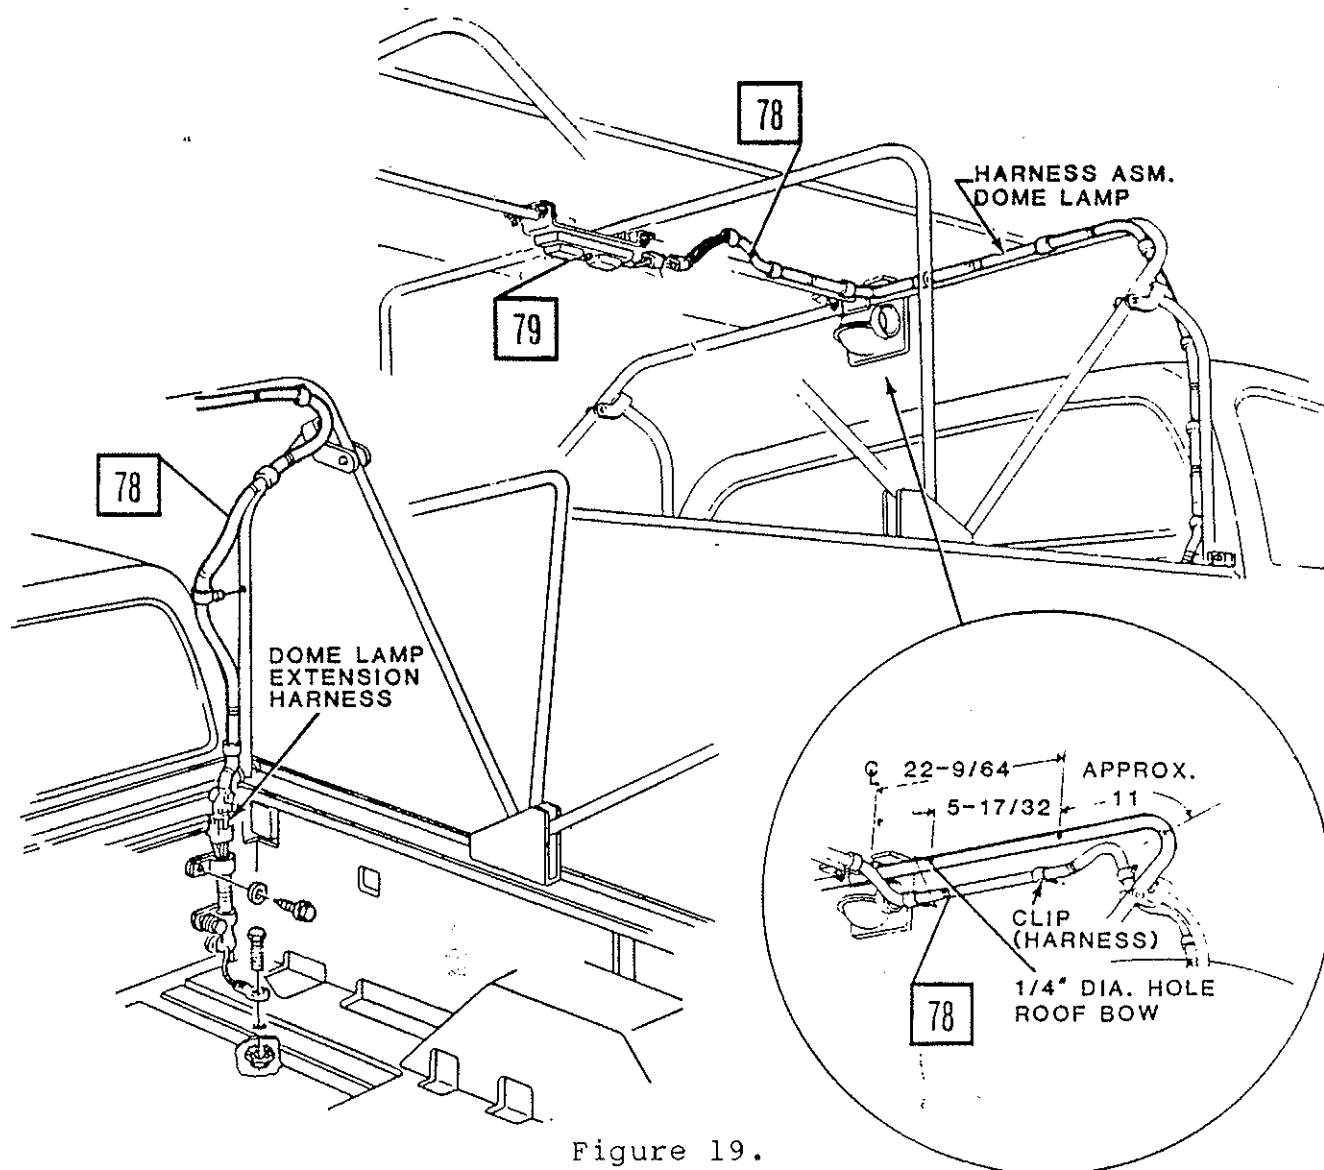 78
HARNESS ASM.
DOME LAMP
79
78
DOME LAMP
EXTENSION
HARNESS
℄ 22-9/64
APPROX.
11
5-17/32
CLIP
(HARNESS)
1/4" DIA. HOLE
ROOF BOW
78
Figure 19.